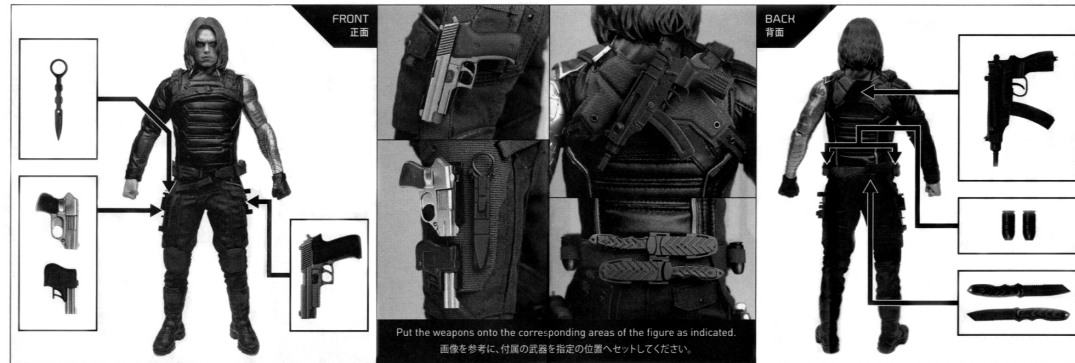 FRONT
正面
BACK
背面
Put the weapons onto the corresponding areas of the figure as indicated.
画像を参考に、付属の武器を指定の位置へセットしてください。